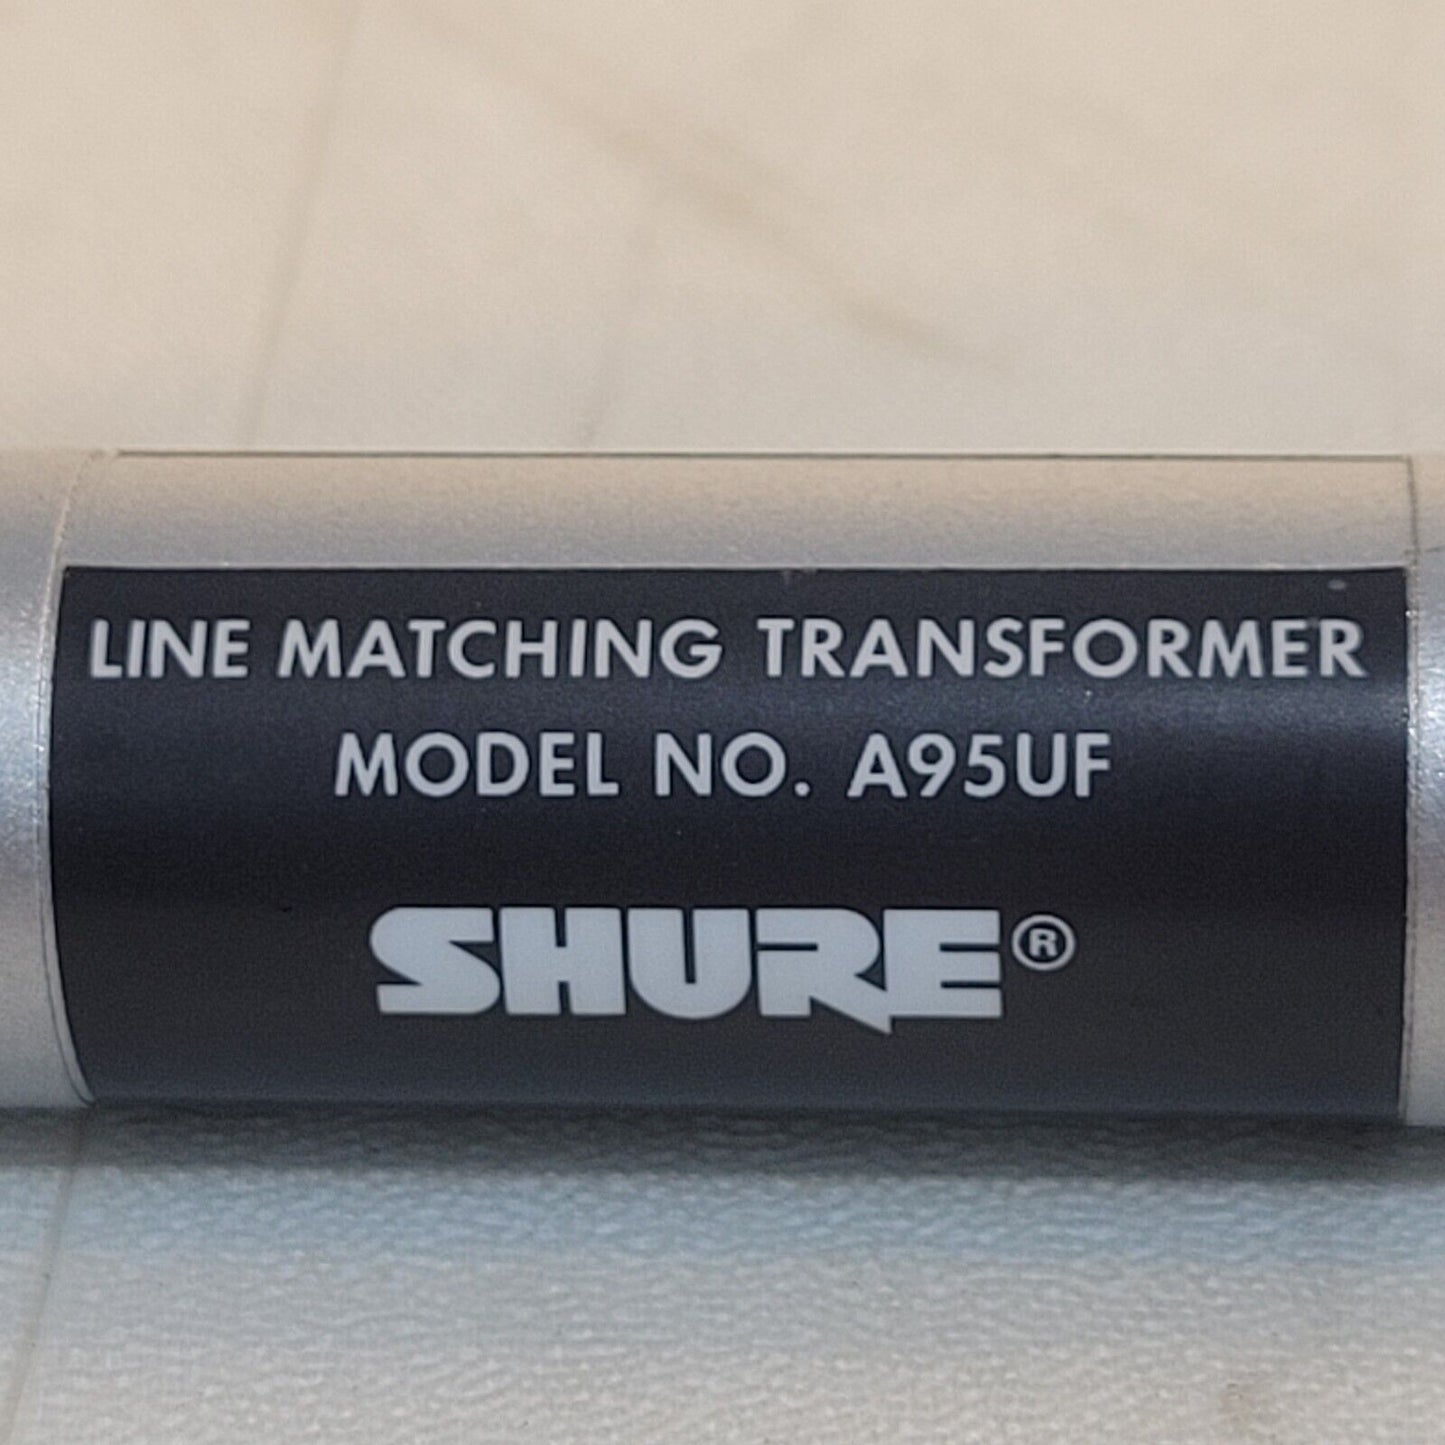 LINE MATCHING TRANSFORMER
MODEL NO. A95UF
SHURE®